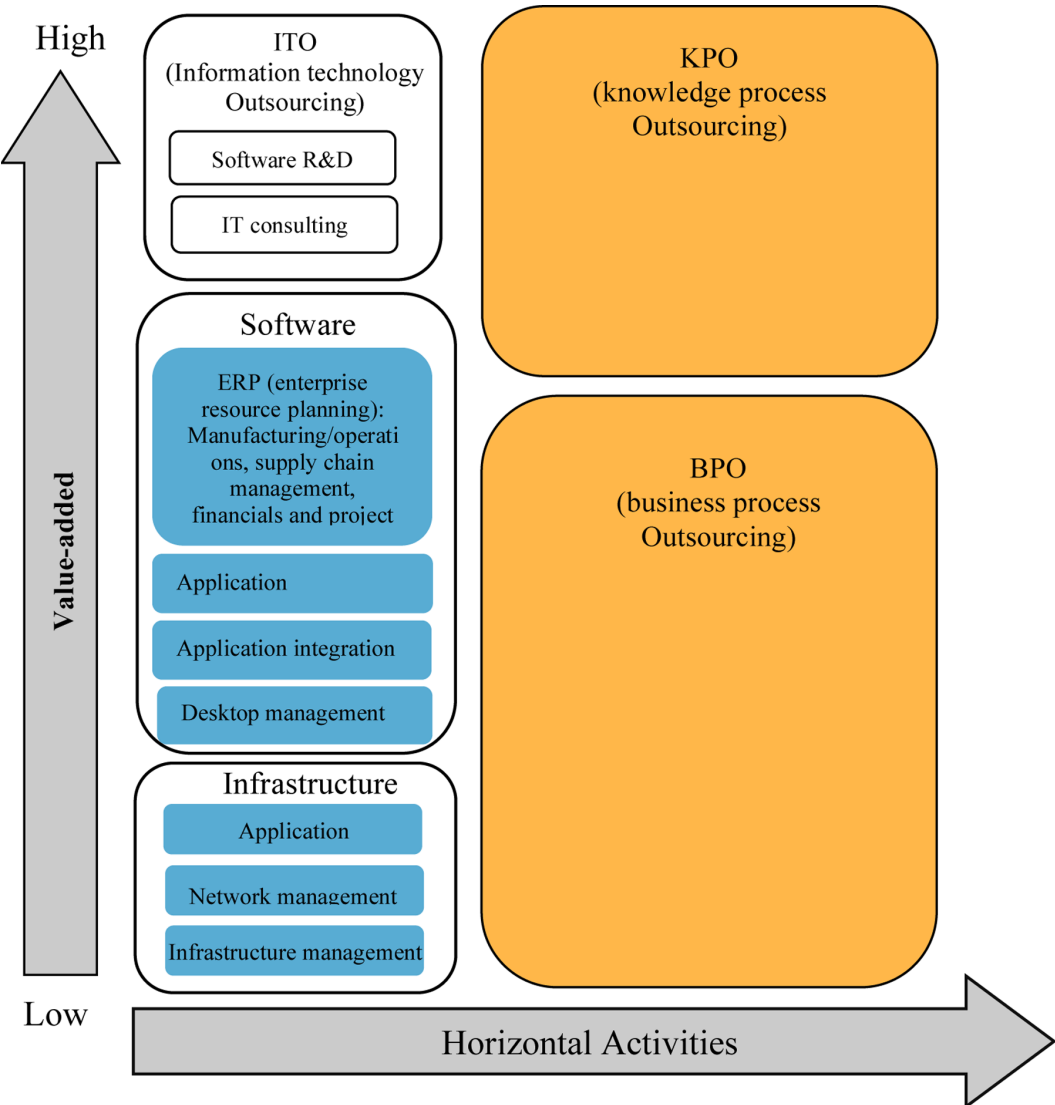 High
ITO
(Information technology
Outsourcing)
Software R&D
IT consulting
KPO
(knowledge process
Outsourcing)
Software
ERP (enterprise
resource planning):
Manufacturing/operati
ons, supply chain
management,
financials and project
Application
Application integration
Desktop management
BPO
(business process
Outsourcing)
Value-added
Infrastructure
Application
Network management
Infrastructure management
Low
Horizontal Activities